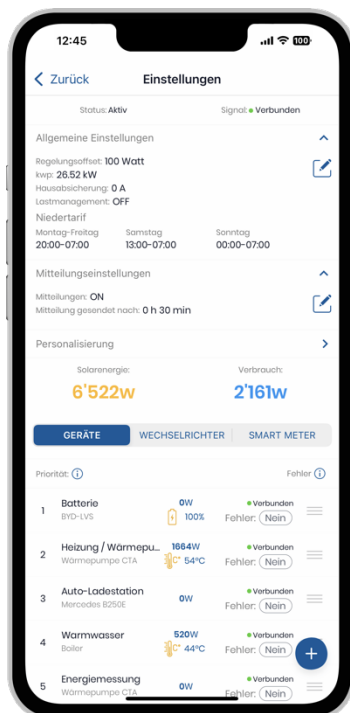 12:45
100
Zurück Einstellungen
Status: Aktiv Signal: Verbunden
Allgemeine Einstellungen
Regelungsoffset: 100 Watt
kwp: 26.52 kW
Hausabsicherung: 0 A
Lastmanagement: OFF
Niedertarif
Montag-Freitag Samstag Sonntag
20:00-07:00 13:00-07:00 00:00-07:00
Mitteilungseinstellungen
Mitteilungen: ON
Mitteilung gesendet nach: 0 h 30 min
Personalisierung
Solarenergie: Verbrauch:
6'522w 2'161w
GERÄTE WECHSELRICHTER SMART METER
Priorität: Fehler
1 Batterie 0W Verbunden
BYD-LVS 100% Fehler: Nein
2 Heizung / Wärmepu... 1664W Verbunden
Wärmepumpe CTA C° 54°C Fehler: Nein
3 Auto-Ladestation 0W Verbunden
Mercedes B250E Fehler: Nein
4 Warmwasser 520W Verbunden
Boiler C° 44°C Fehler: Nein
+
5 Energiemessung 0W Verbunden
Wärmepumpe CTA Fehler: Nein